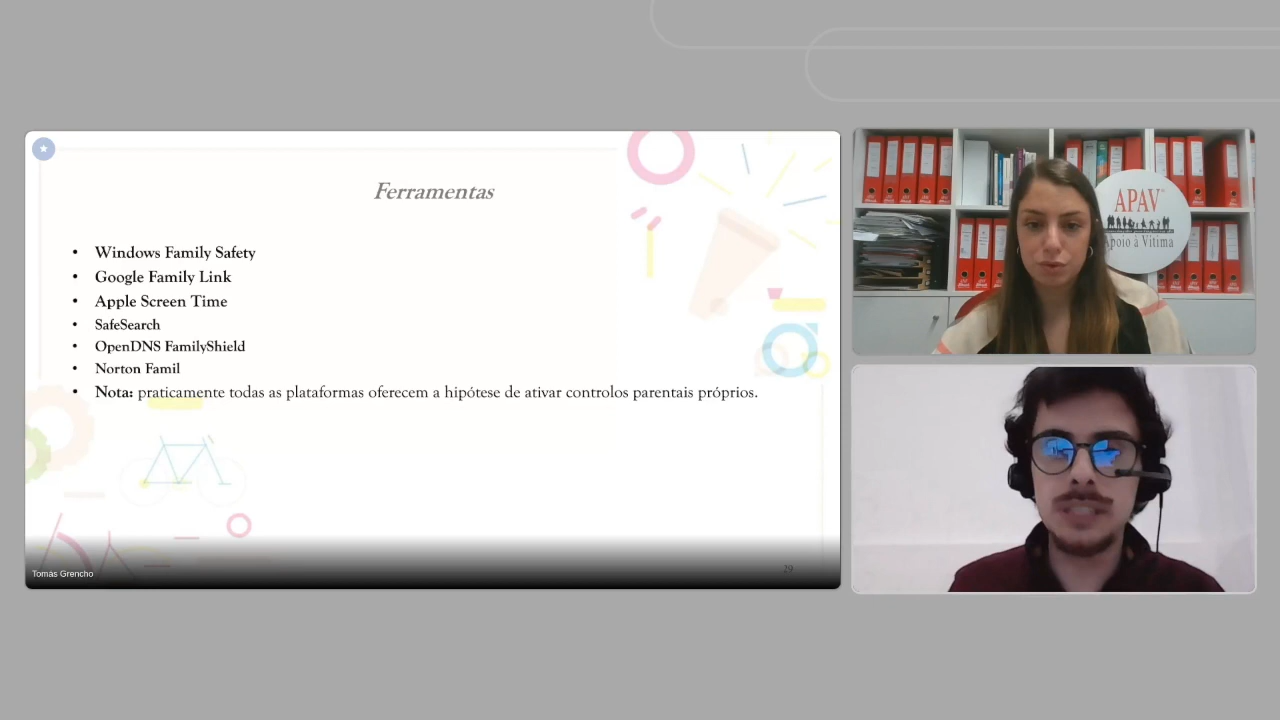 Ferramentas
• Windows Family Safety
• Google Family Link
• Apple Screen Time
• SafeSearch
• OpenDNS FamilyShield
• Norton Famil
• Nota: praticamente todas as plataformas oferecem a hipótese de ativar controlos parentais próprios.
Tomás Grencho
29
APAV®
Apoio à Vítima